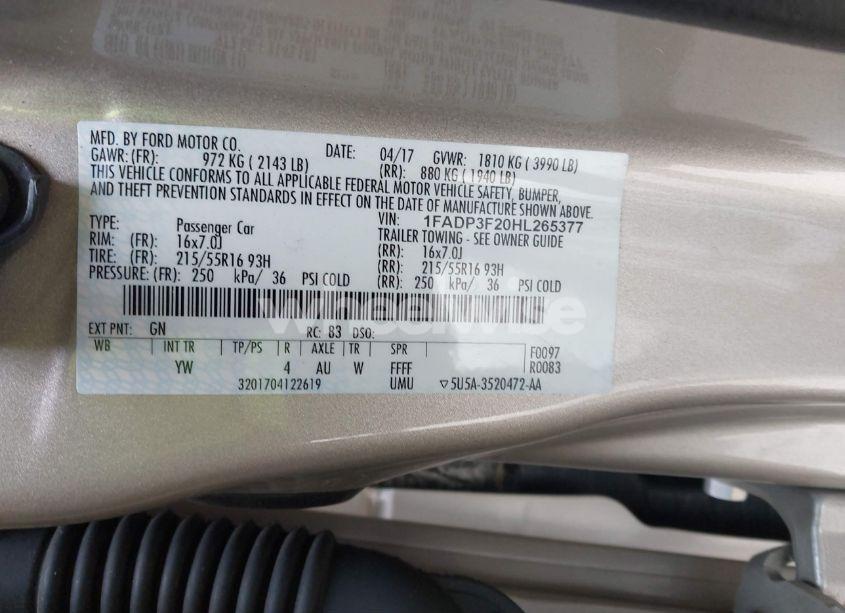 MFD. BY FORD MOTOR CO. DATE: 04/17 GVWR: 1810 KG ( 3990 LB)
GAWR: (FR): 972 KG ( 2143 LB) (RR): 880 KG ( 1940 LB)
THIS VEHICLE CONFORMS TO ALL APPLICABLE FEDERAL MOTOR VEHICLE SAFETY, BUMPER,
AND THEFT PREVENTION STANDARDS IN EFFECT ON THE DATE OF MANUFACTURE SHOWN ABOVE.
VIN: 1FADP3F20HL265377
TYPE: Passenger Car TRAILER TOWING - SEE OWNER GUIDE
RIM: (FR): 16x7.0J (RR): 16x7.0J
TIRE: (FR): 215/55R16 93H (RR): 215/55R16 93H
PRESSURE: (FR): 250 kPa/ 36 PSI COLD (RR): 250 kPa/ 36 PSI COLD
wheelwise
EXT PNT: GN RC: 83 DSO:
WB INT TR TP/PS R AXLE TR SPR F0097
YW 4 AU W FFFF R0083
3201704122619 UMU ▽5U5A-3520472-AA